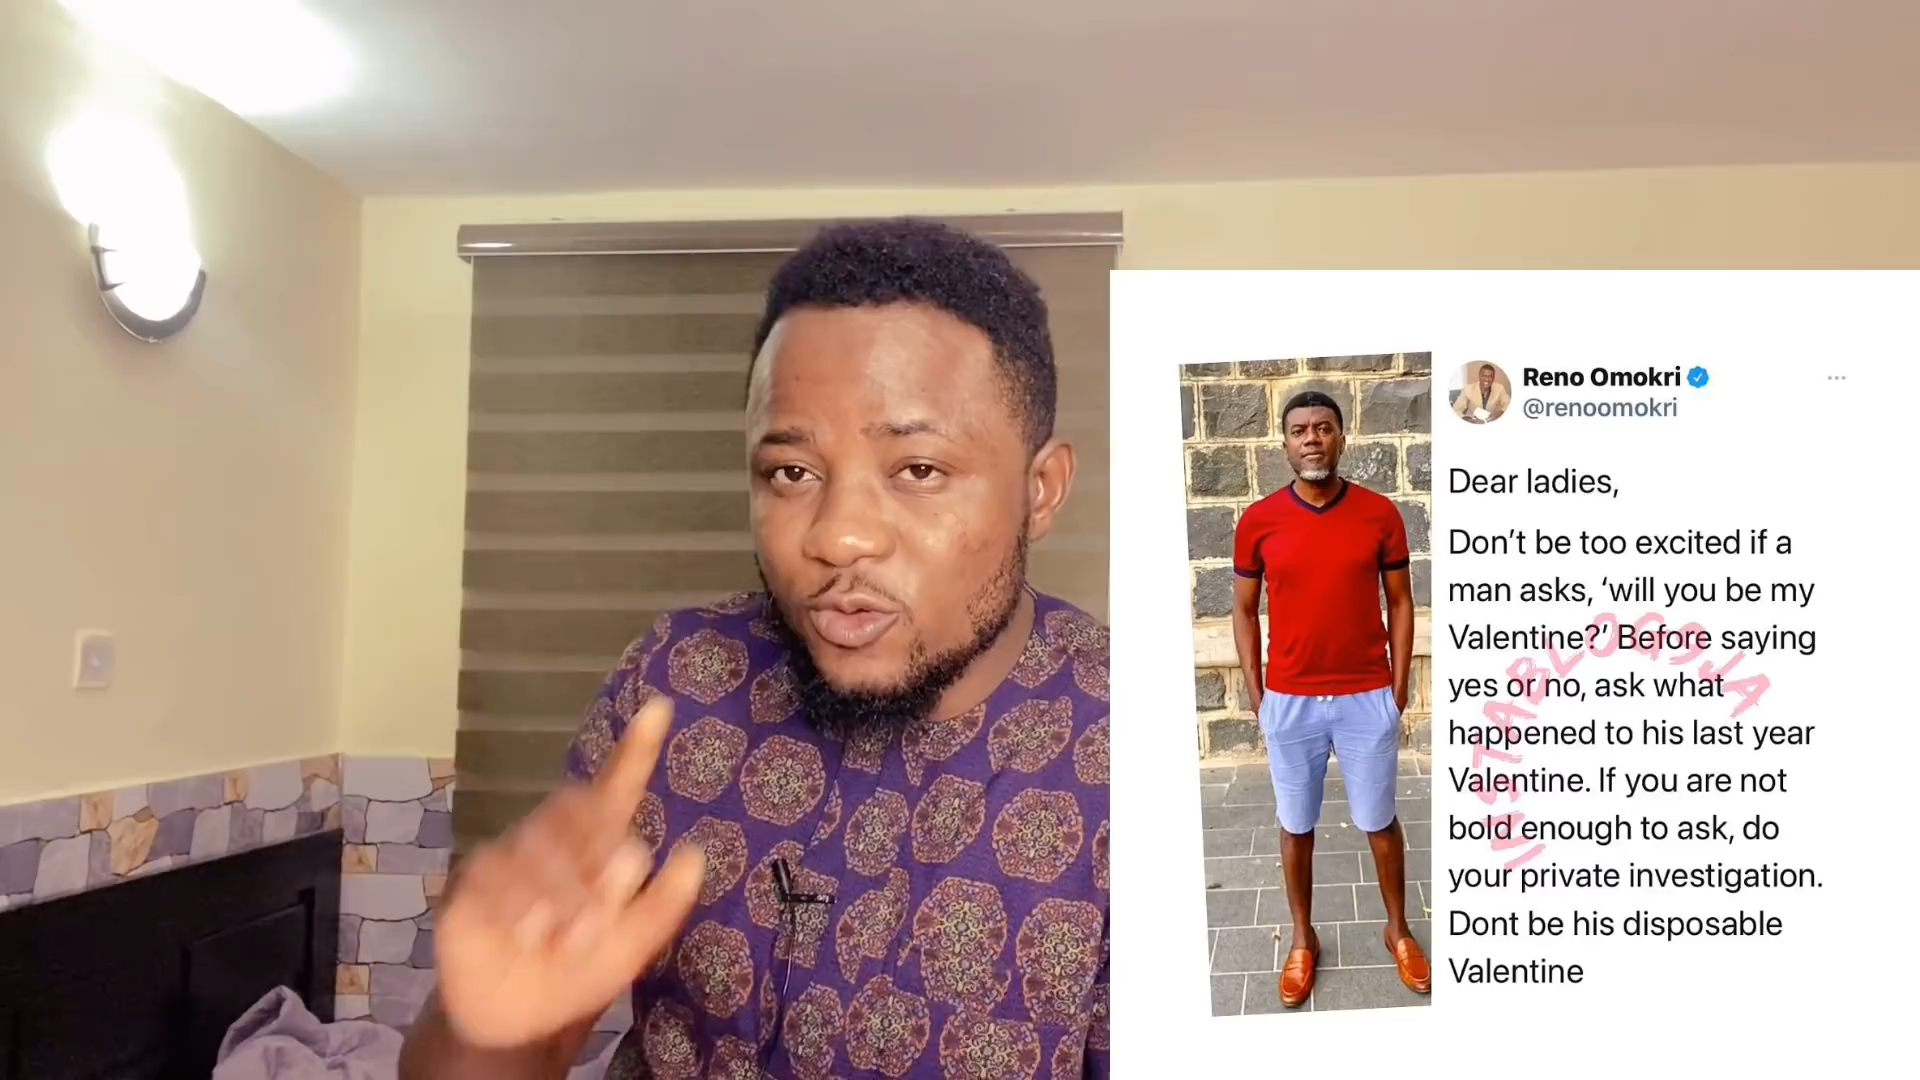 Reno Omokri
@renoomokri
Dear ladies,
Don’t be too excited if a
man asks, ‘will you be my
Valentine?’ Before saying
yes or no, ask what
happened to his last year
Valentine. If you are not
bold enough to ask, do
your private investigation.
Dont be his disposable
Valentine
INSTABLOG9JA